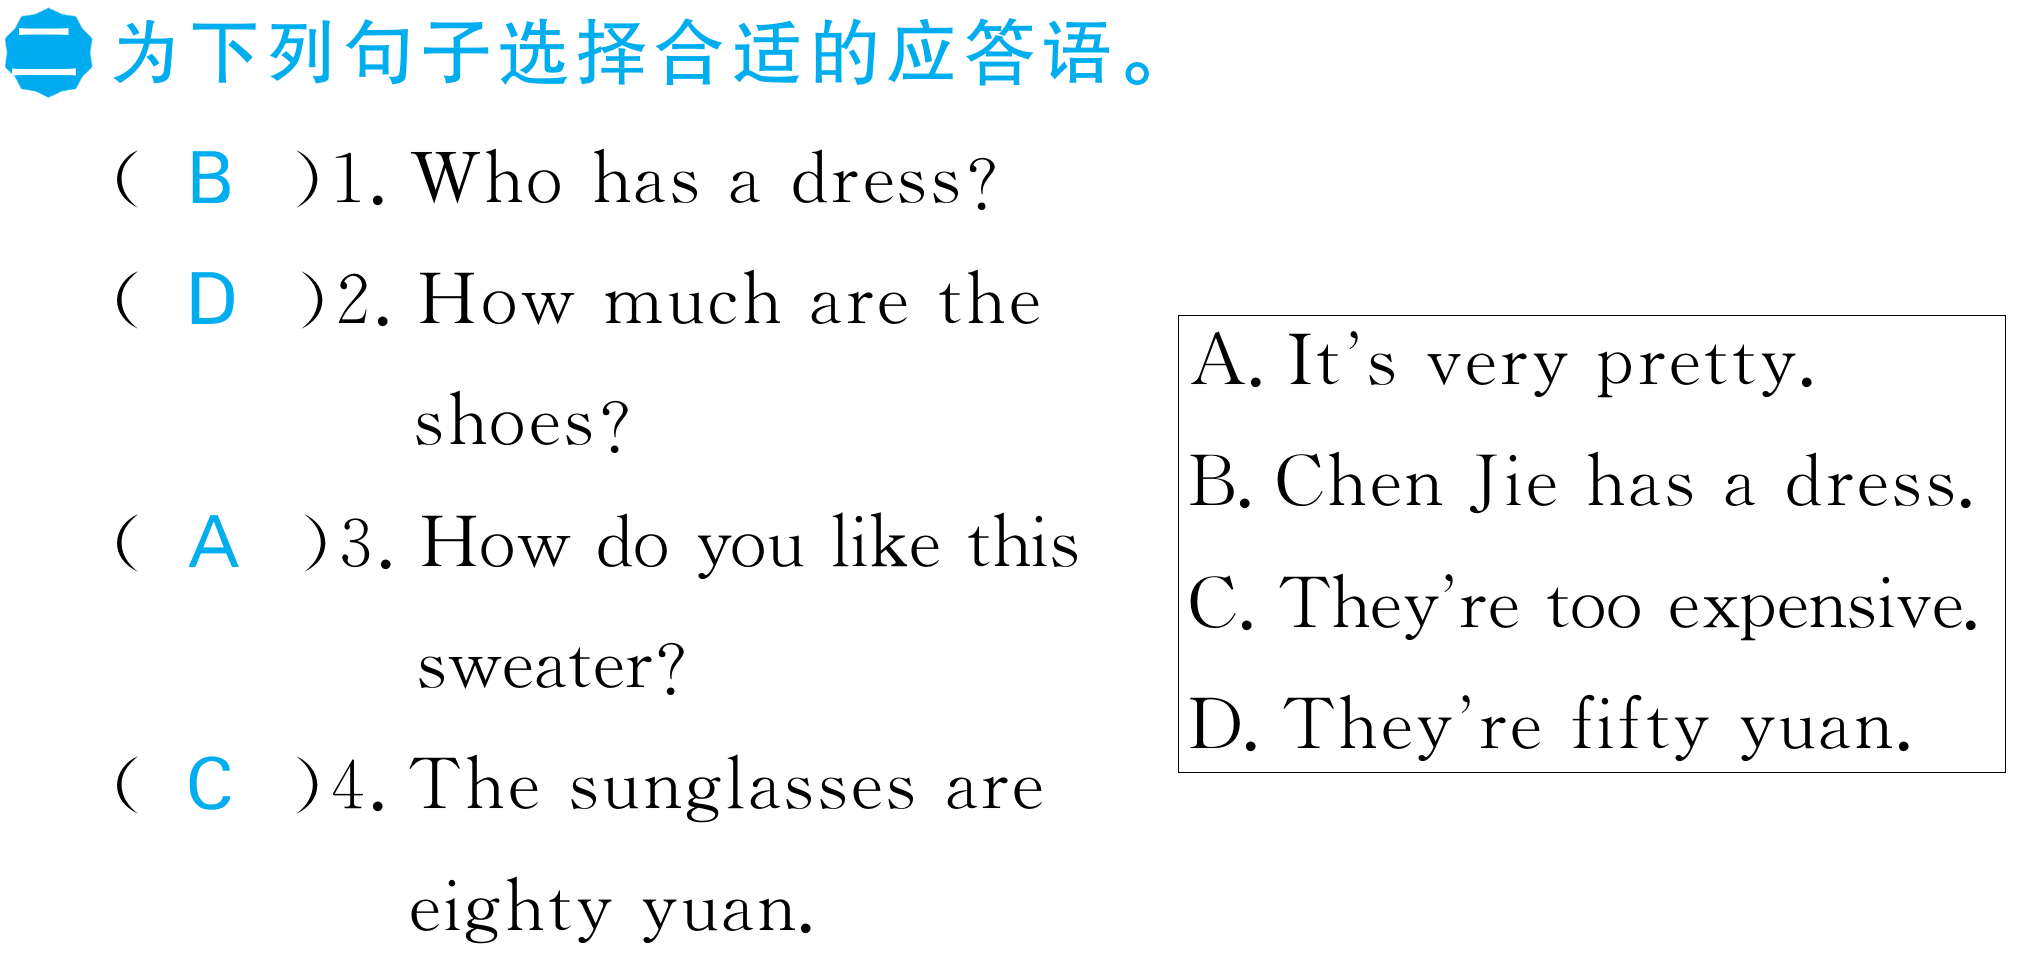 二 为下列句子选择合适的应答语。
( B )1. Who has a dress?
( D )2. How much are the
shoes?
( A )3. How do you like this
sweater?
( C )4. The sunglasses are
eighty yuan.
A. It’s very pretty.
B. Chen Jie has a dress.
C. They’re too expensive.
D. They’re fifty yuan.